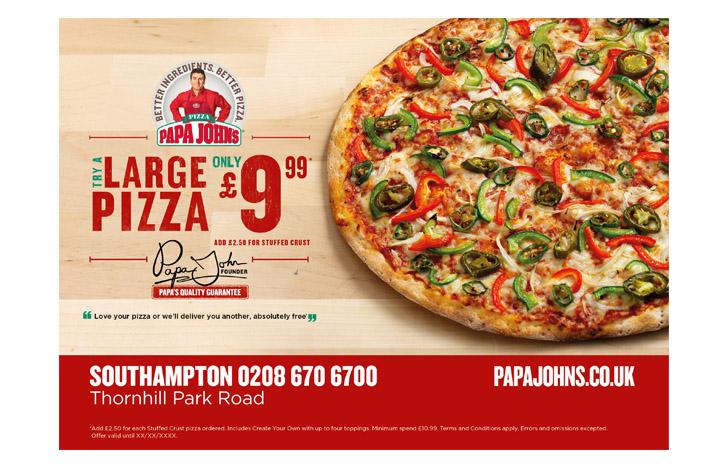 BETTER INGREDIENTS. BETTER PIZZA.
PIZZA
PAPA JOHNS
TRY A
LARGE
PIZZA
ONLY
£9.99*
ADD £2.50 FOR STUFFED CRUST
Papa John
FOUNDER
PAPA'S QUALITY GUARANTEE
“ Love your pizza or we'll deliver you another, absolutely free ”
SOUTHAMPTON 0208 670 6700
Thornhill Park Road
PAPAJOHNS.CO.UK
*Add £2.50 for each Stuffed Crust pizza ordered. Includes Create Your Own with up to four toppings. Minimum spend £10.99. Terms and Conditions apply. Errors and omissions excepted.
Offer valid until XX/XX/XXXX.